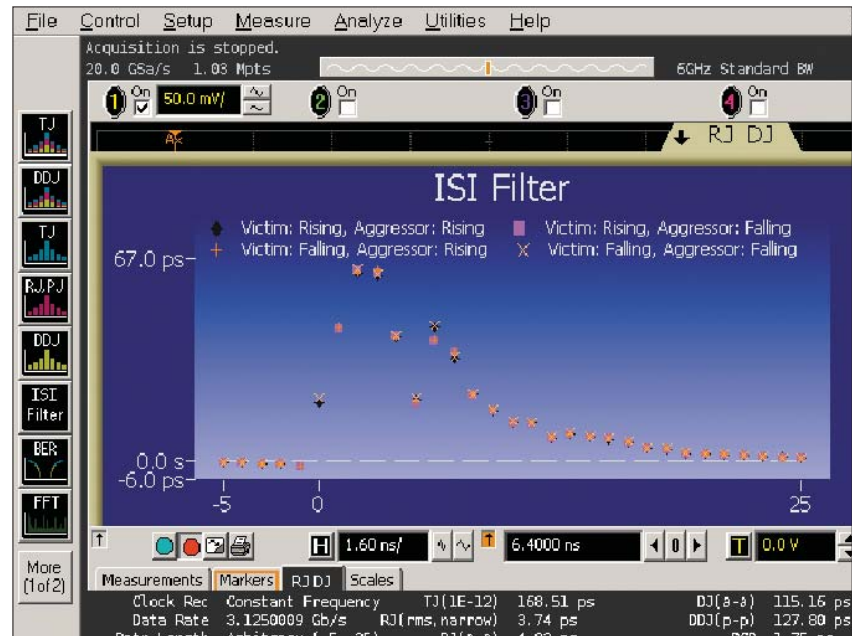 File Control Setup Measure Analyze Utilities Help
Acquisition is stopped.
20.0 GSa/s 1.03 Mpts
6GHz Standard BW
1 On 50.0 mV/ 2 On 3 On 4 On
RJ DJ
TJ
DDJ
TJ
RJ,PJ
DDJ
ISI Filter
BER
FFT
More (1of2)
ISI Filter
Victim: Rising, Aggressor: Rising
Victim: Rising, Aggressor: Falling
Victim: Falling, Aggressor: Rising
Victim: Falling, Aggressor: Falling
67.0 ps
0.0 s
-6.0 ps
-5 0 25
H 1.60 ns/ 6.4000 ns 0 T 0.0 V
Measurements Markers RJDJ Scales
Clock Rec Constant Frequency TJ(1E-12) 168.51 ps DJ(δ-δ) 115.16 ps
Data Rate 3.1250009 Gb/s RJ(rms,narrow) 3.74 ps DDJ(p-p) 127.80 ps